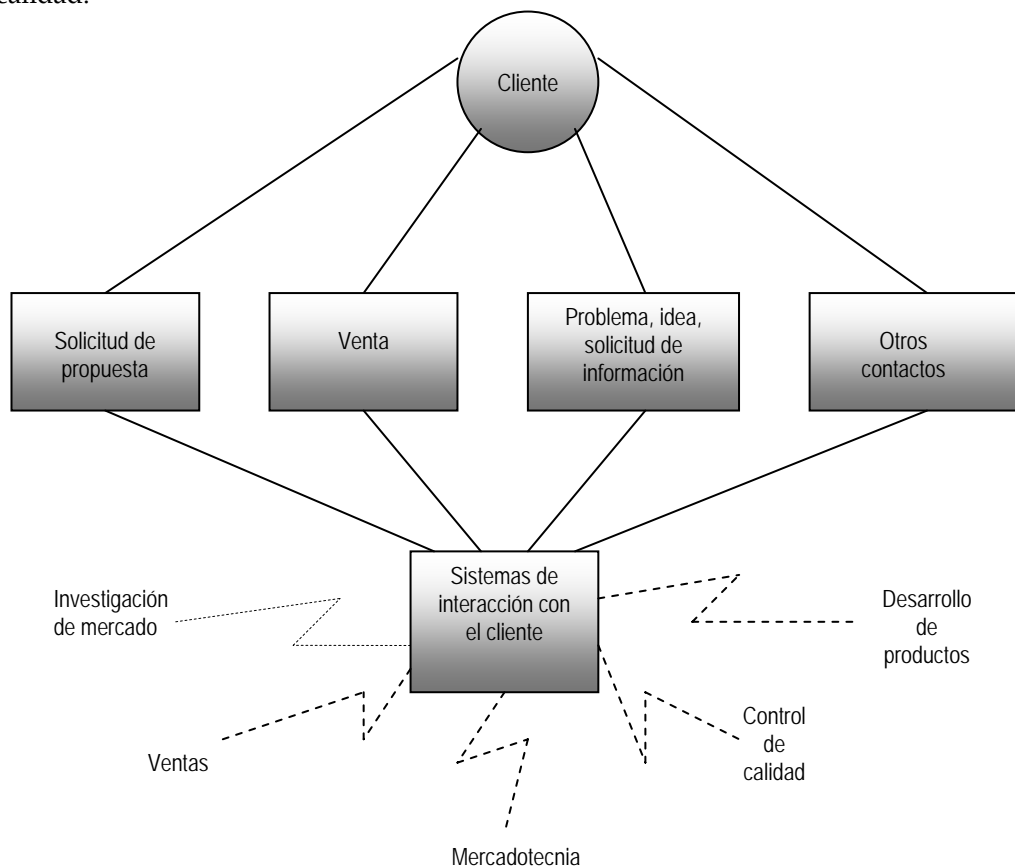 calidad.
Cliente
Solicitud de
propuesta
Venta
Problema, idea,
solicitud de
información
Otros
contactos
Sistemas de
interacción con
el cliente
Investigación
de mercado
Desarrollo
de
productos
Ventas
Control
de
calidad
Mercadotecnia